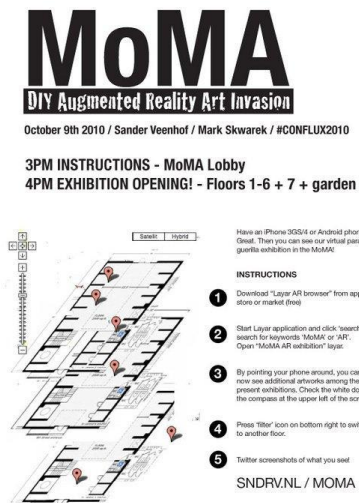 MoMA
DIY Augmented Reality Art Invasion
October 9th 2010 / Sander Veenhof / Mark Skwarek / #CONFLUX2010
3PM INSTRUCTIONS - MoMA Lobby
4PM EXHIBITION OPENING! - Floors 1-6 + 7 + garden
Satellit Hybrid
Have an iPhone 3GS/4 or Android phon
Great. Then you can see our virtual para
guerilla exhibition in the MoMA!
INSTRUCTIONS
1 Download "Layar AR browser" from app
store or market (free)
2 Start Layar application and click 'search
search for keywords 'MoMA' or 'AR'.
Open "MoMA AR exhibition" layar.
3 By pointing your phone around, you can
now see additional artworks among the
present exhibitions. Check the white do
the compass at the upper left of the scr
4 Press 'filter' icon on bottom right to swit
to another floor.
5 Twitter screenshots of what you see!
SNDRV.NL / MOMA